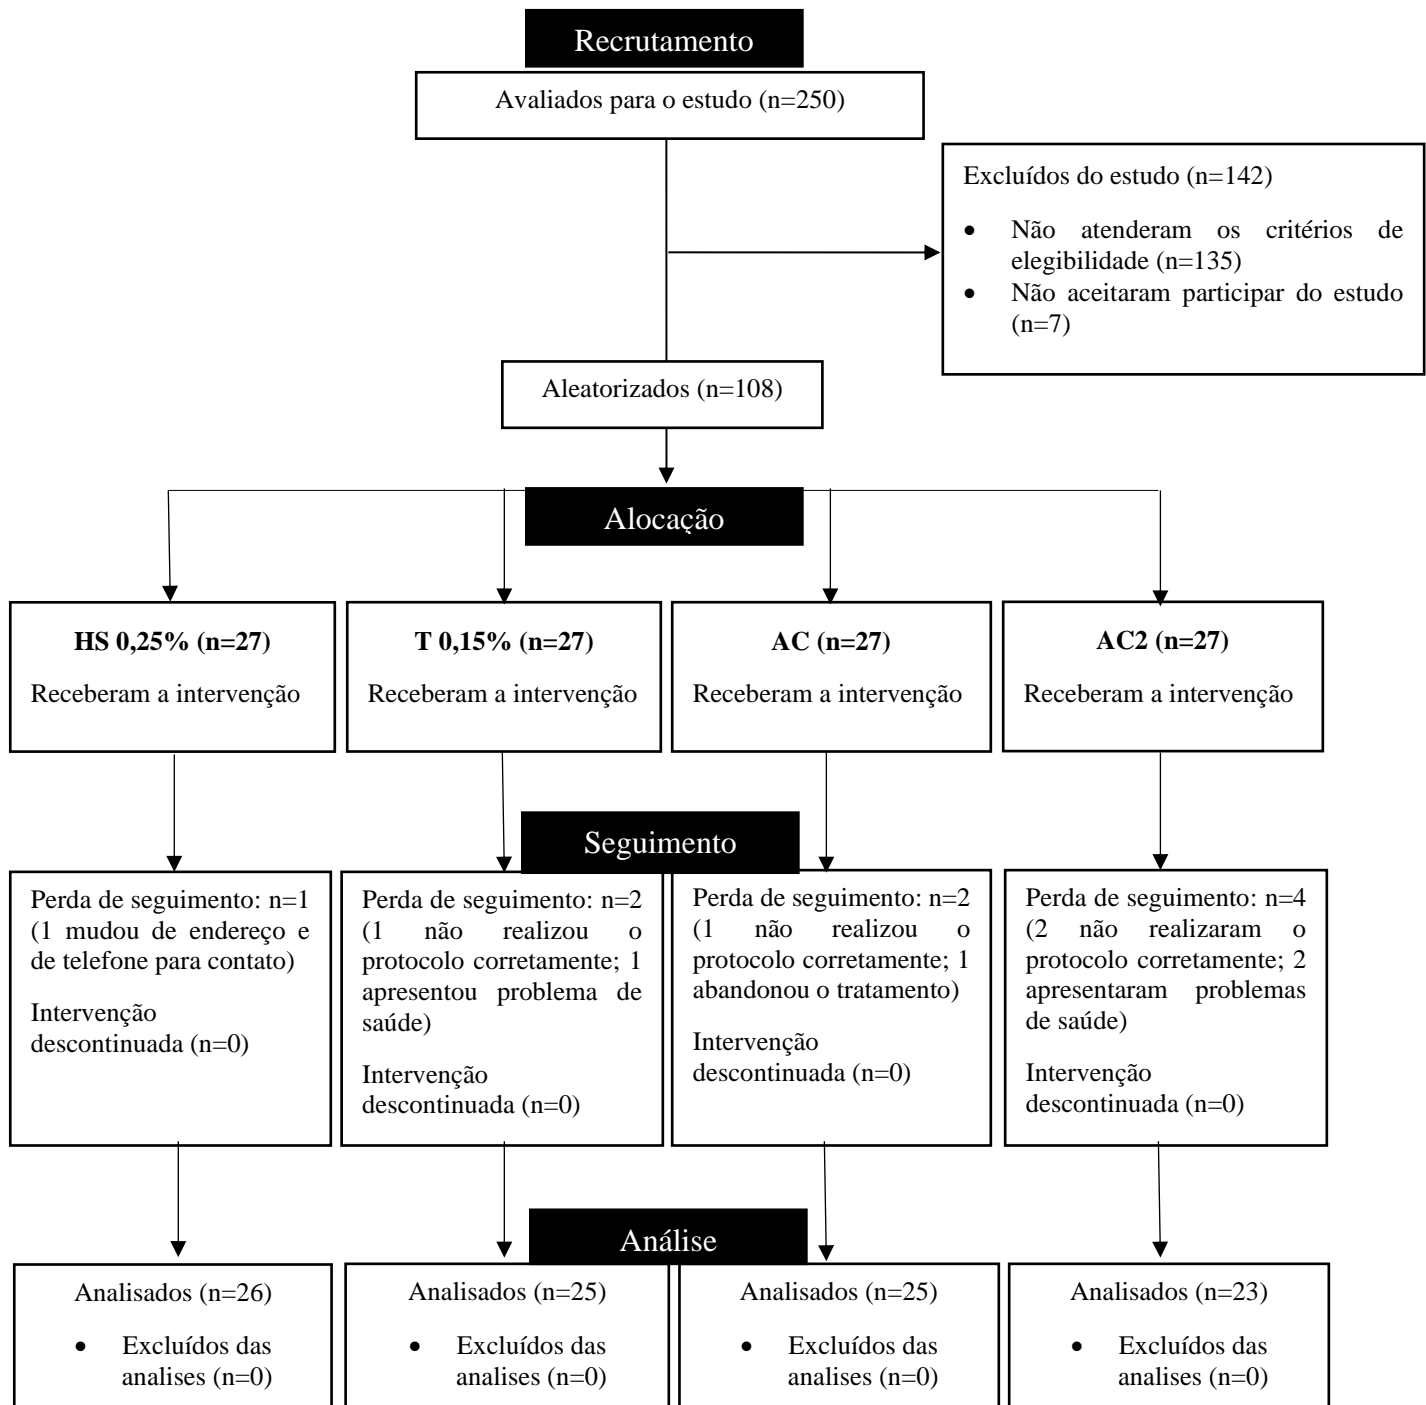 Recrutamento
Avaliados para o estudo (n=250)
Excluídos do estudo (n=142)
• Não atenderam os critérios de
elegibilidade (n=135)
• Não aceitaram participar do estudo
(n=7)
Aleatorizados (n=108)
Alocação
HS 0,25% (n=27)
Receberam a intervenção
T 0,15% (n=27)
Receberam a intervenção
AC (n=27)
Receberam a intervenção
AC2 (n=27)
Receberam a intervenção
Seguimento
Perda de seguimento: n=1
(1 mudou de endereço e
de telefone para contato)
Intervenção
descontinuada (n=0)
Perda de seguimento: n=2
(1 não realizou o
protocolo corretamente; 1
apresentou problema de
saúde)
Intervenção
descontinuada (n=0)
Perda de seguimento: n=2
(1 não realizou o
protocolo corretamente; 1
abandonou o tratamento)
Intervenção
descontinuada (n=0)
Perda de seguimento: n=4
(2 não realizaram o
protocolo corretamente; 2
apresentaram problemas
de saúde)
Intervenção
descontinuada (n=0)
Análise
Analisados (n=26)
• Excluídos das
analises (n=0)
Analisados (n=25)
• Excluídos das
analises (n=0)
Analisados (n=25)
• Excluídos das
analises (n=0)
Analisados (n=23)
• Excluídos das
analises (n=0)